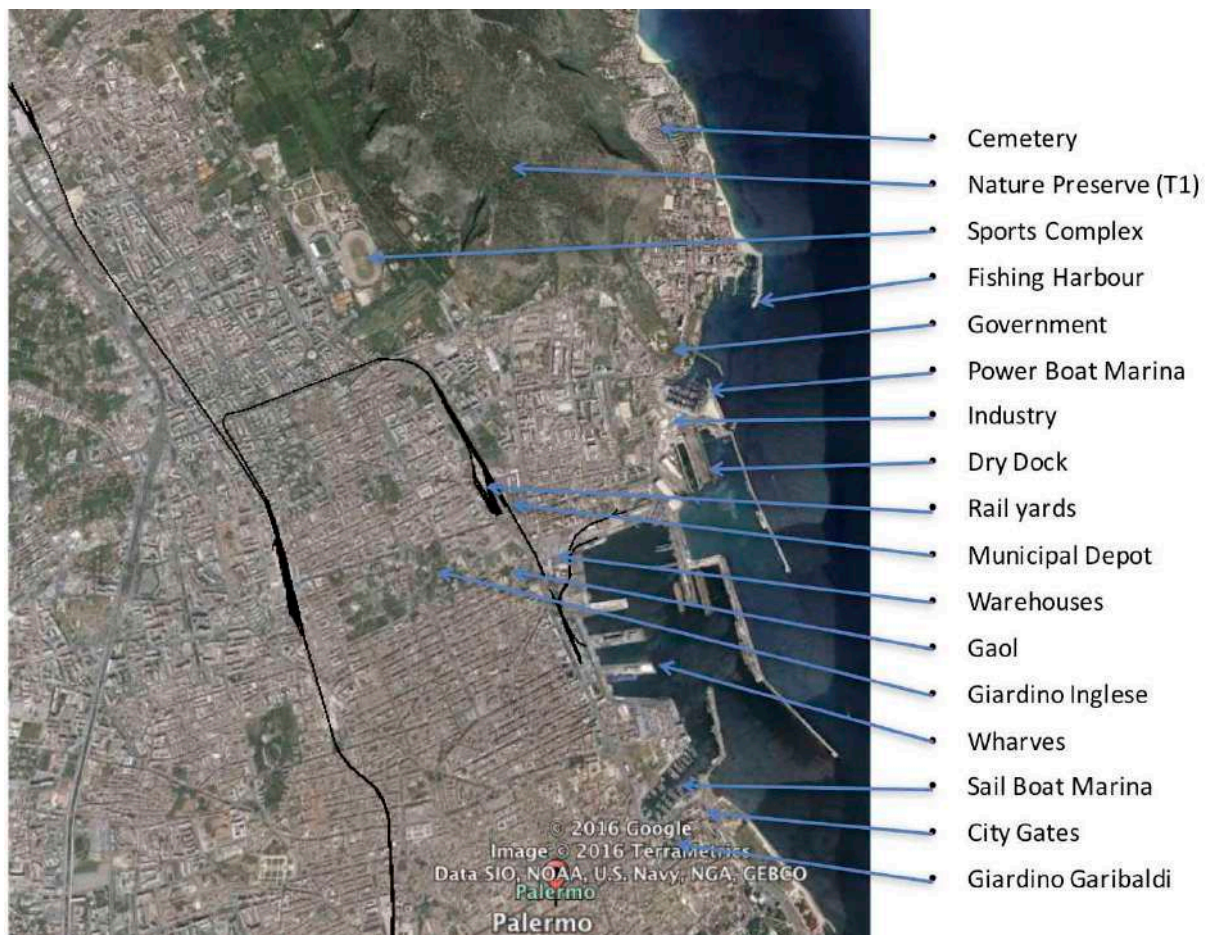 Cemetery
Nature Preserve (T1)
Sports Complex
Fishing Harbour
Government
Power Boat Marina
Industry
Dry Dock
Rail yards
Municipal Depot
Warehouses
Gaol
Giardino Inglese
Wharves
Sail Boat Marina
City Gates
Giardino Garibaldi
© 2016 Google
Image © 2016 TerraMetrics
Data SIO, NOAA, U.S. Navy, NGA, GEBCO
Palermo
Palermo